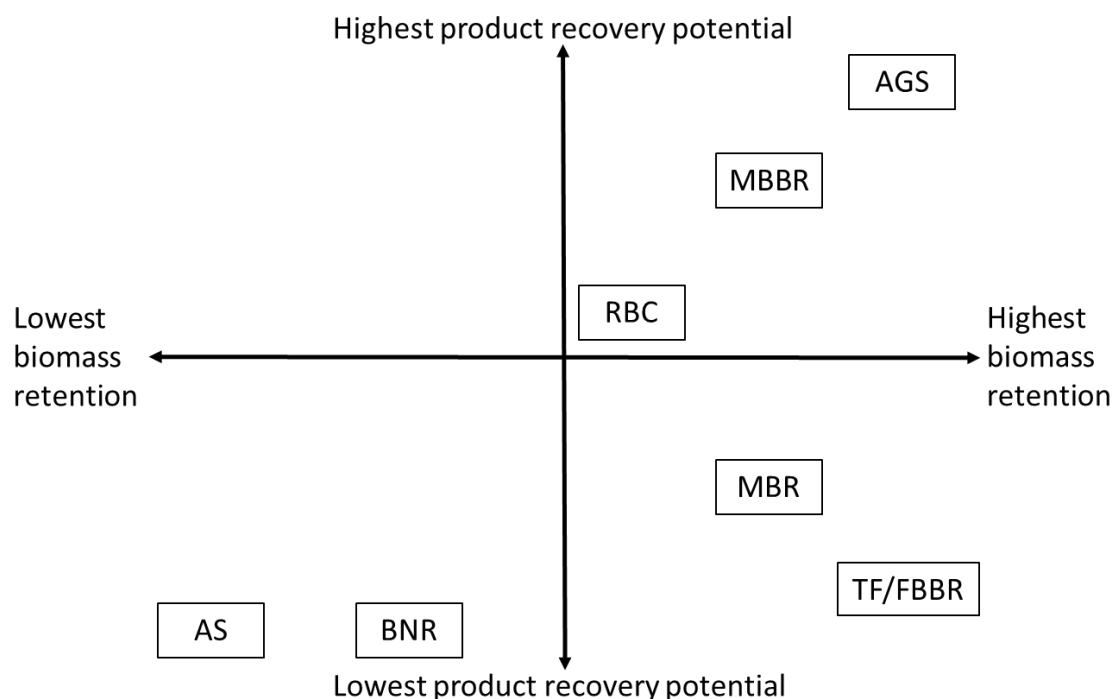 Highest product recovery potential
AGS
MBBR
RBC
Lowest
biomass
retention
Highest
biomass
retention
MBR
TF/FBBR
AS
BNR
Lowest product recovery potential